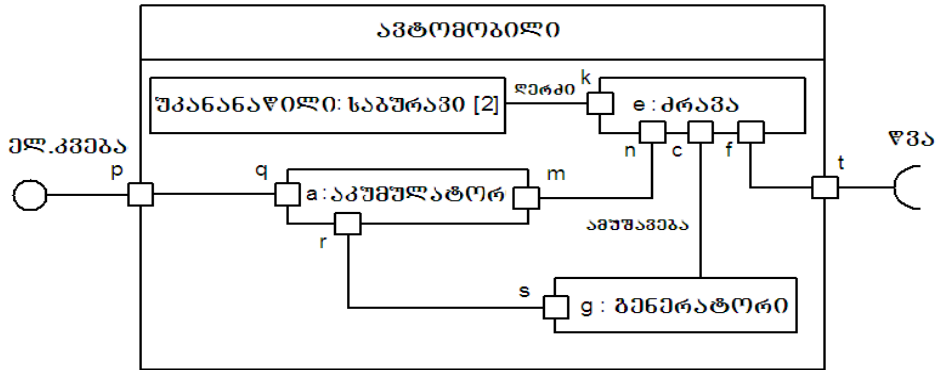 ავტომობილი
უკანანაწილი: საბურავი [2]
ღერძი
k
e : ძრავა
ელ.კვება
წვა
p
q
a : აკუმულატორ
m
n
c
f
t
r
ამუშავება
s
g : გენერატორი